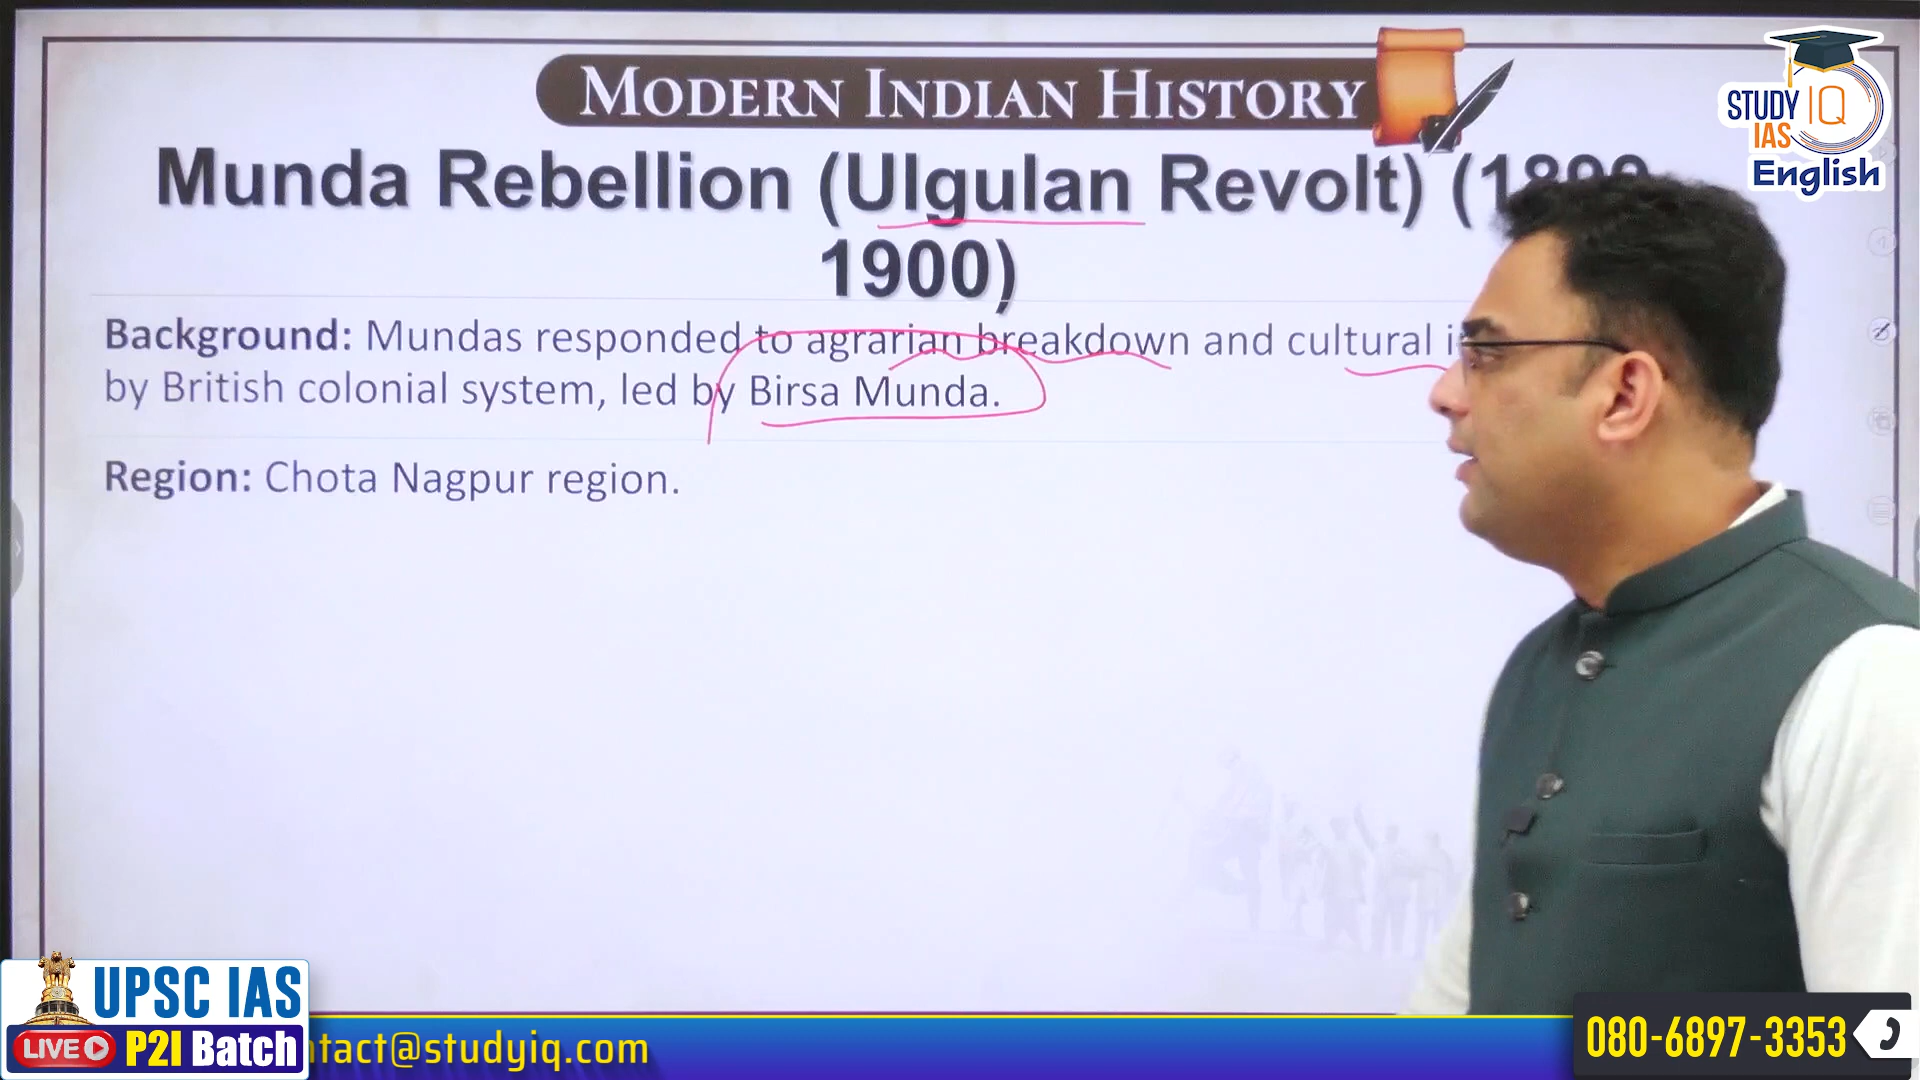 MODERN INDIAN HISTORY
STUDY IQ
IAS
English
Munda Rebellion (Ulgulan Revolt) (1899
1900)
Background: Mundas responded to agrarian breakdown and cultural
by British colonial system, led by Birsa Munda.
Region: Chota Nagpur region.
UPSC IAS
LIVE P2I Batch
ntact@studyiq.com
080-6897-3353